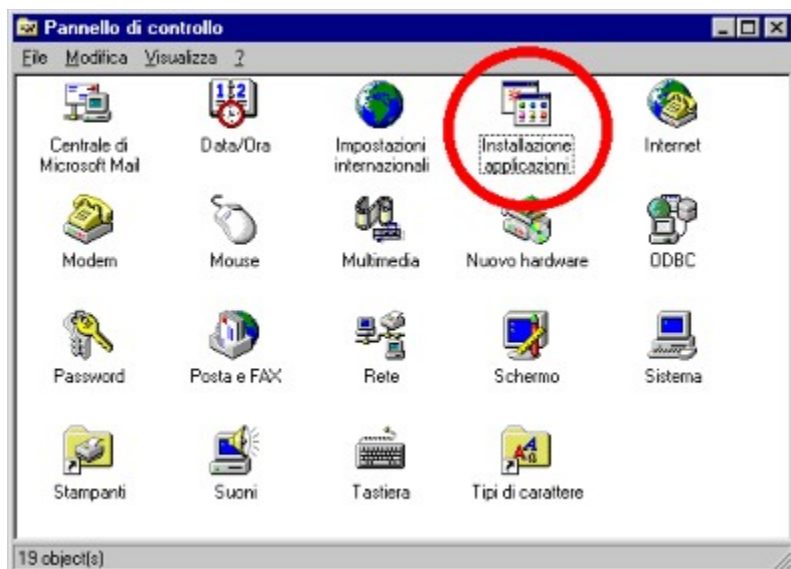 Pannello di controllo
File Modifica Visualizza ?
Centrale di Microsoft Mail
Data/Ora
Impostazioni internazionali
Installazione applicazioni
Internet
Modem
Mouse
Multimedia
Nuovo hardware
ODBC
Password
Posta e FAX
Rete
Schermo
Sistema
Stampanti
Suoni
Tastiera
Tipi di carattere
19 object(s)